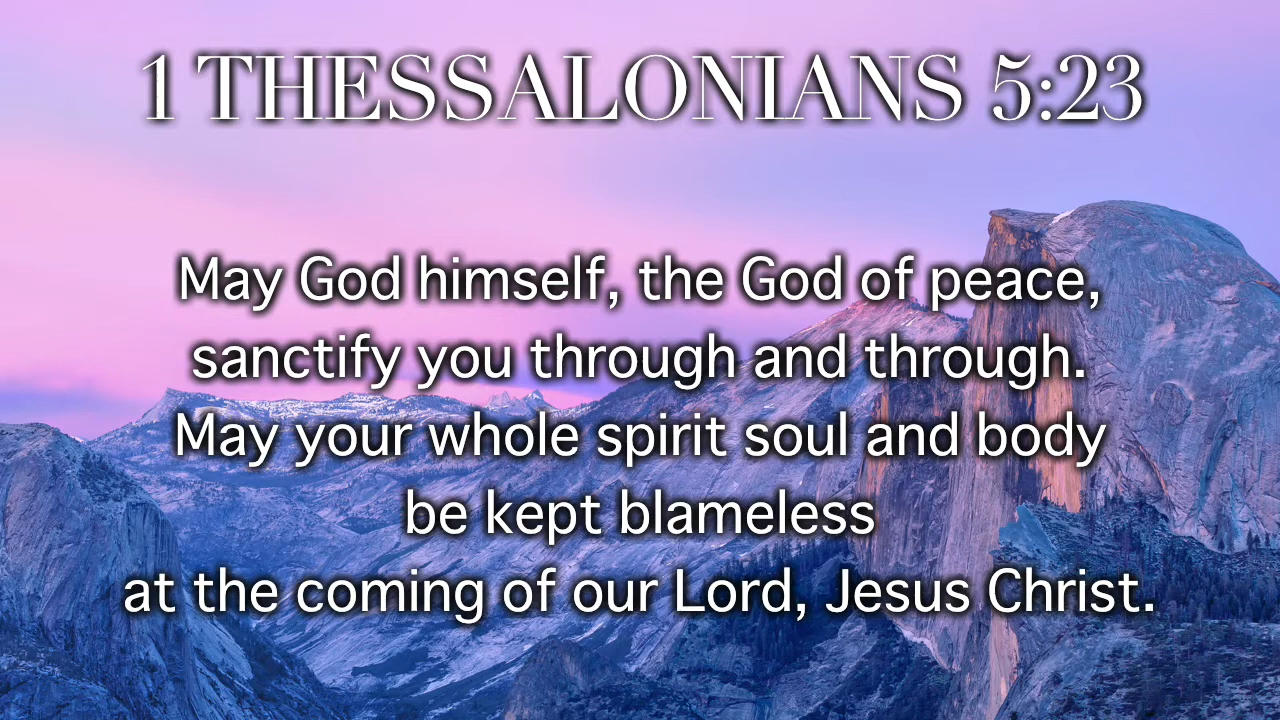 1 THESSALONIANS 5:23
May God himself, the God of peace,
sanctify you through and through.
May your whole spirit soul and body
be kept blameless
at the coming of our Lord, Jesus Christ.